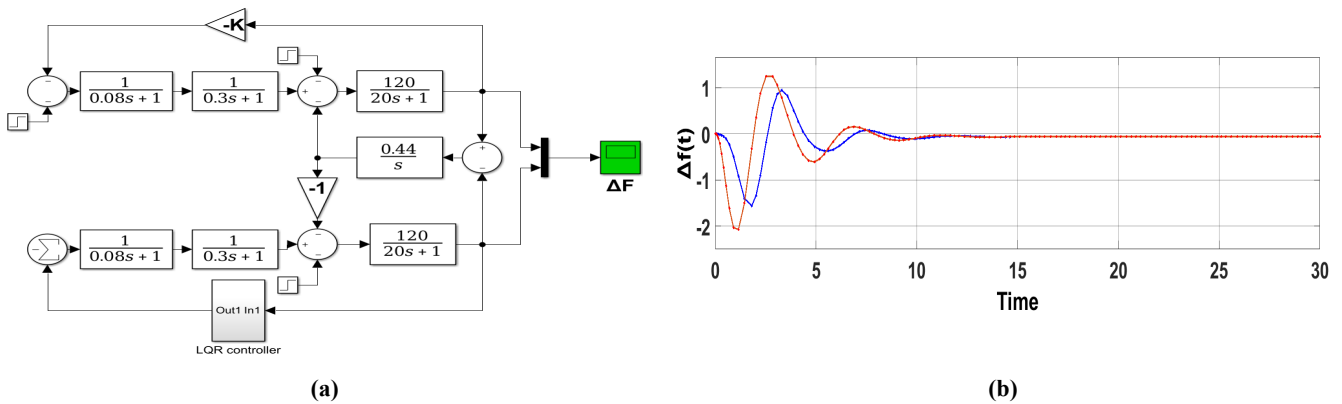 -K
1
0.08s + 1
1
0.3s + 1
120
20s + 1
0.44
s
ΔF
-1
1
0.08s + 1
1
0.3s + 1
120
20s + 1
Out1 In1
LQR controller
(a)
Δf(t)
1
0
-1
-2
0 5 10 15 20 25 30
Time
(b)